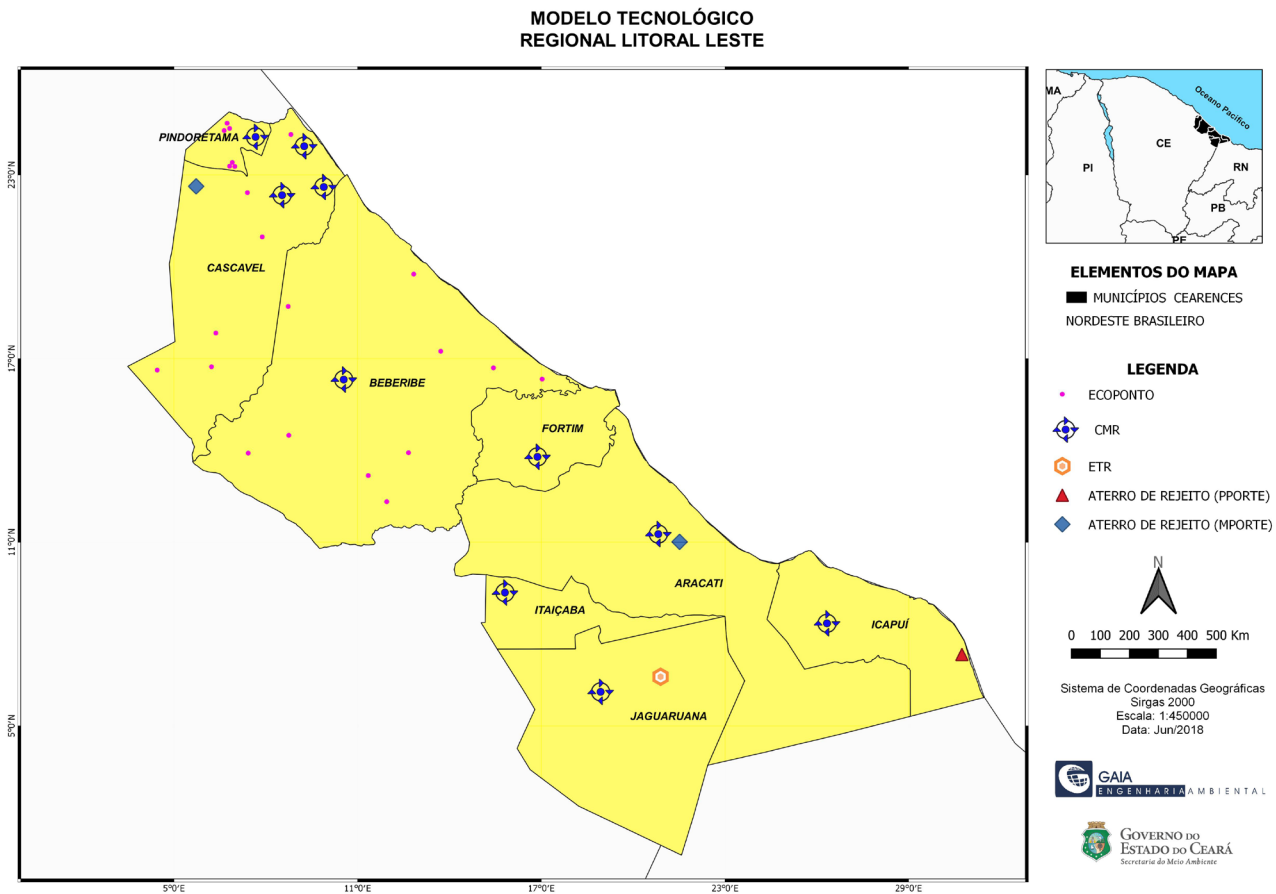 MODELO TECNOLÓGICO
REGIONAL LITORAL LESTE
PINDORETAMA
CASCAVEL
BEBERIBE
FORTIM
ARACATI
ITAIÇABA
ICAPUÍ
JAGUARUANA
23°0'N
17°0'N
11°0'N
5°0'N
5°0'E
11°0'E
17°0'E
23°0'E
29°0'E
MA
Oceano Pacífico
CE
PI
RN
PB
PE
ELEMENTOS DO MAPA
MUNICÍPIOS CEARENCES
NORDESTE BRASILEIRO
LEGENDA
ECOPONTO
CMR
ETR
ATERRO DE REJEITO (PPORTE)
ATERRO DE REJEITO (MPORTE)
N
0 100 200 300 400 500 Km
Sistema de Coordenadas Geográficas
Sirgas 2000
Escala: 1:450000
Data: Jun/2018
GAIA
ENGENHARIA AMBIENTAL
GOVERNO DO
ESTADO DO CEARÁ
Secretaria do Meio Ambiente